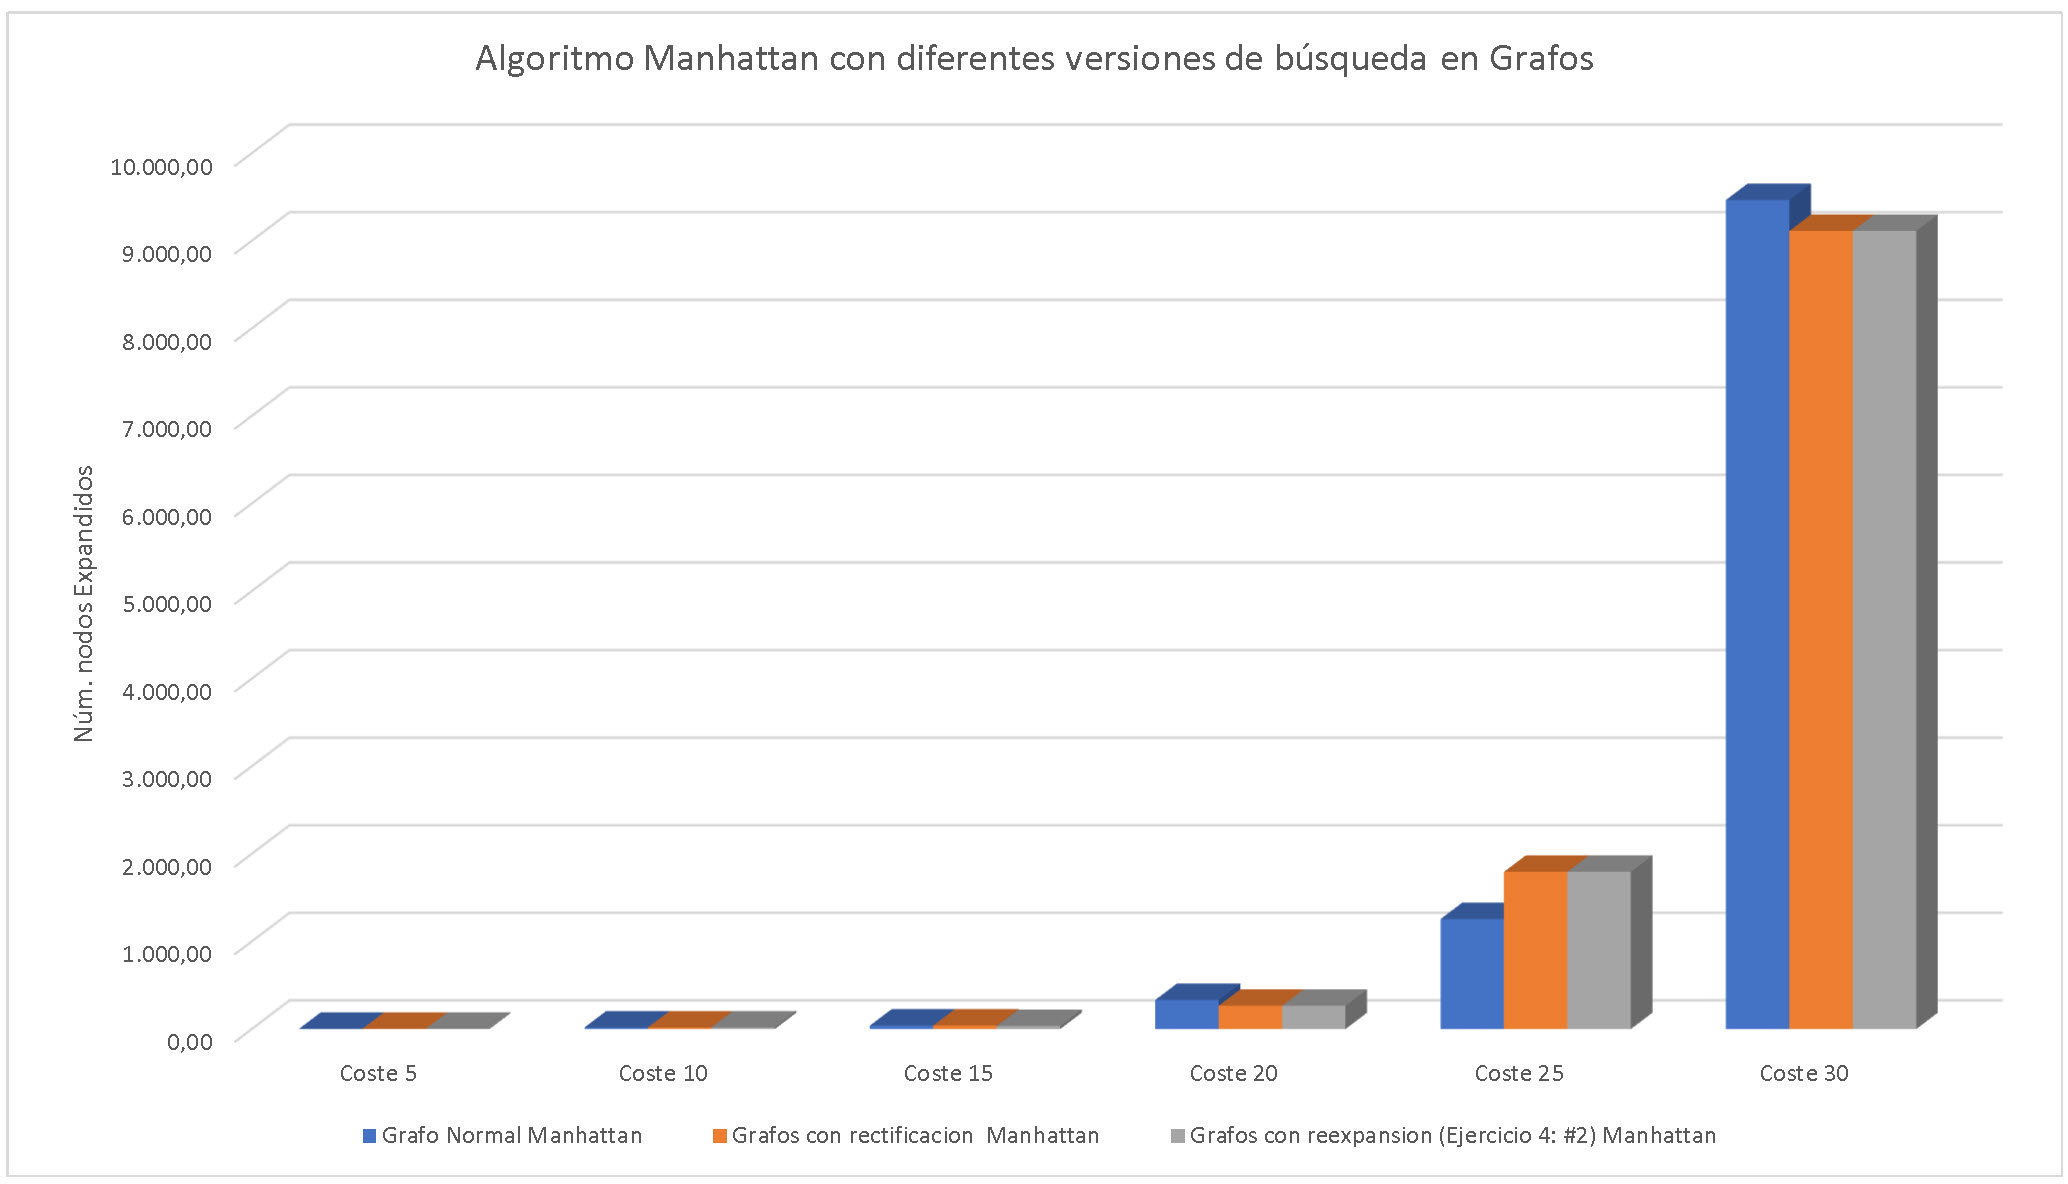 Algoritmo Manhattan con diferentes versiones de búsqueda en Grafos
10.000,00
9.000,00
8.000,00
7.000,00
6.000,00
5.000,00
4.000,00
3.000,00
2.000,00
1.000,00
0,00
Núm. nodos Expandidos
Coste 5
Coste 10
Coste 15
Coste 20
Coste 25
Coste 30
Grafo Normal Manhattan
Grafos con rectificacion  Manhattan
Grafos con reexpansion (Ejercicio 4: #2) Manhattan